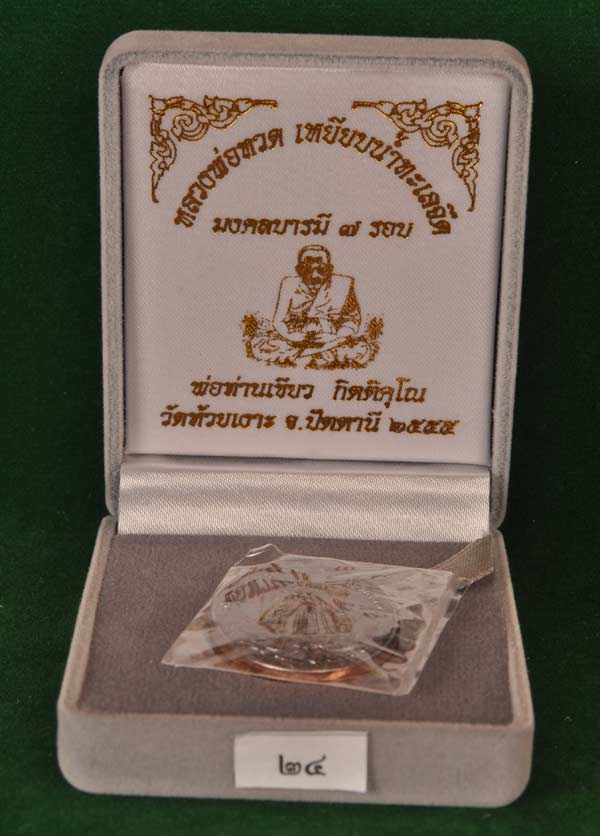 หลวงพ่อทวด เหยียบน้ำทะเลจืด
มงคลบารมี ๗ รอบ
พ่อท่านเขียว กิตติคุโณ
วัดห้วยเงาะ จ.ปัตตานี ๒๕๕๕
๒๔